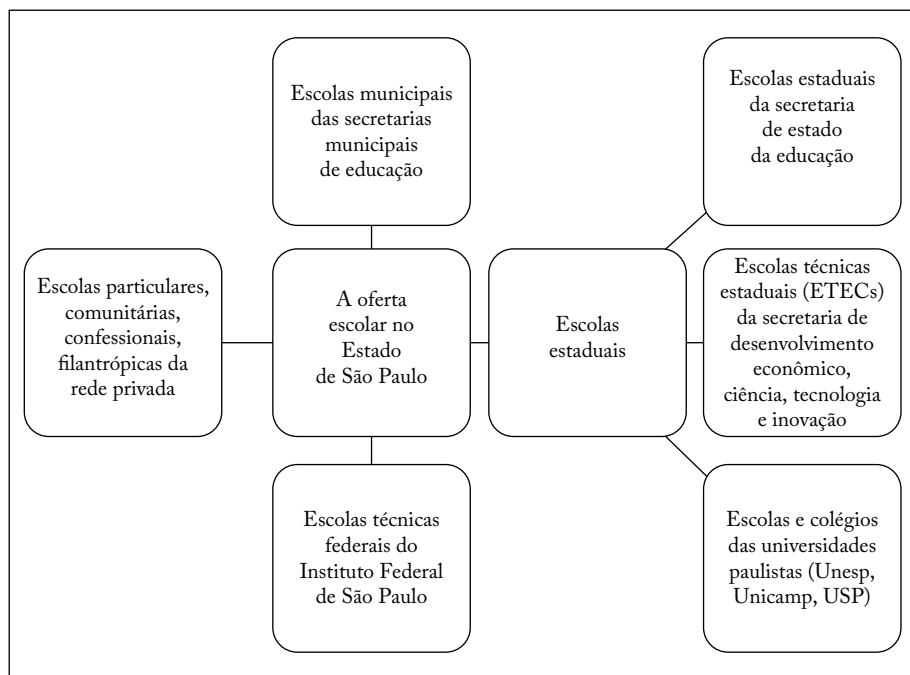 Escolas municipais
das secretarias
municipais
de educação
Escolas estaduais
da secretaria
de estado
da educação
Escolas particulares,
comunitárias,
confessionais,
filantrópicas da
rede privada
A oferta
escolar no
Estado
de São Paulo
Escolas
estaduais
Escolas técnicas
estaduais (ETECs)
da secretaria de
desenvolvimento
econômico,
ciência, tecnologia
e inovação
Escolas técnicas
federais do
Instituto Federal
de São Paulo
Escolas e colégios
das universidades
paulistas (Unesp,
Unicamp, USP)